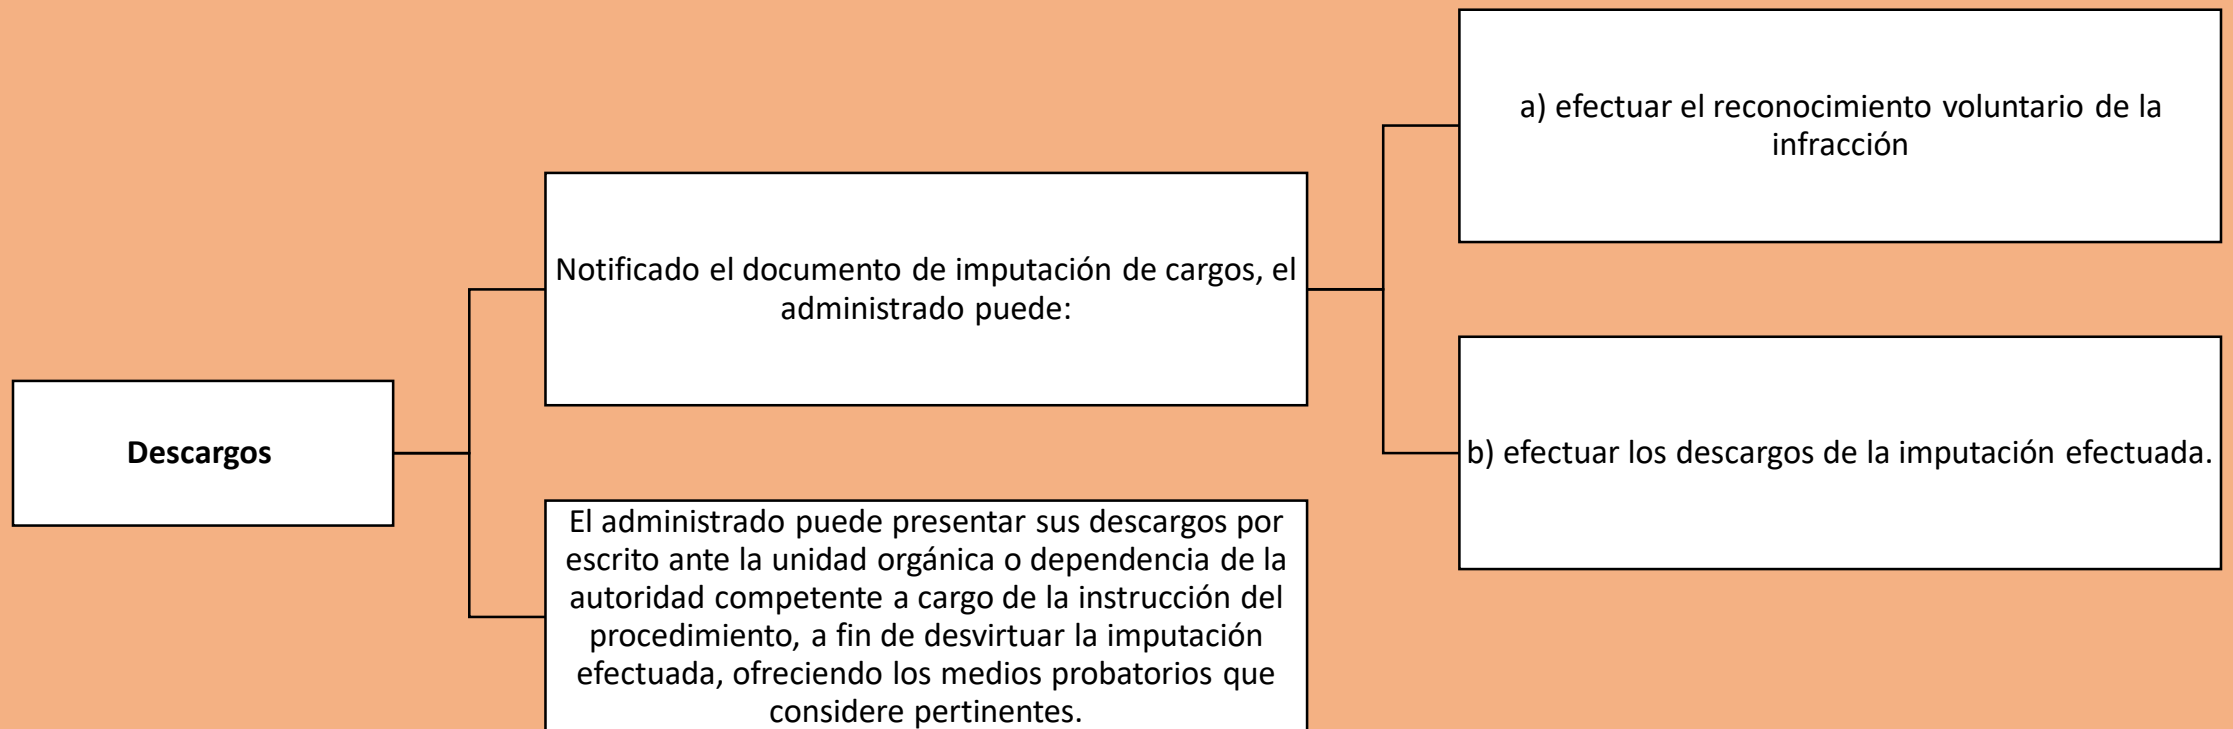 Descargos
Notificado el documento de imputación de cargos, el
administrado puede:
a) efectuar el reconocimiento voluntario de la
infracción
b) efectuar los descargos de la imputación efectuada.
El administrado puede presentar sus descargos por
escrito ante la unidad orgánica o dependencia de la
autoridad competente a cargo de la instrucción del
procedimiento, a fin de desvirtuar la imputación
efectuada, ofreciendo los medios probatorios que
considere pertinentes.